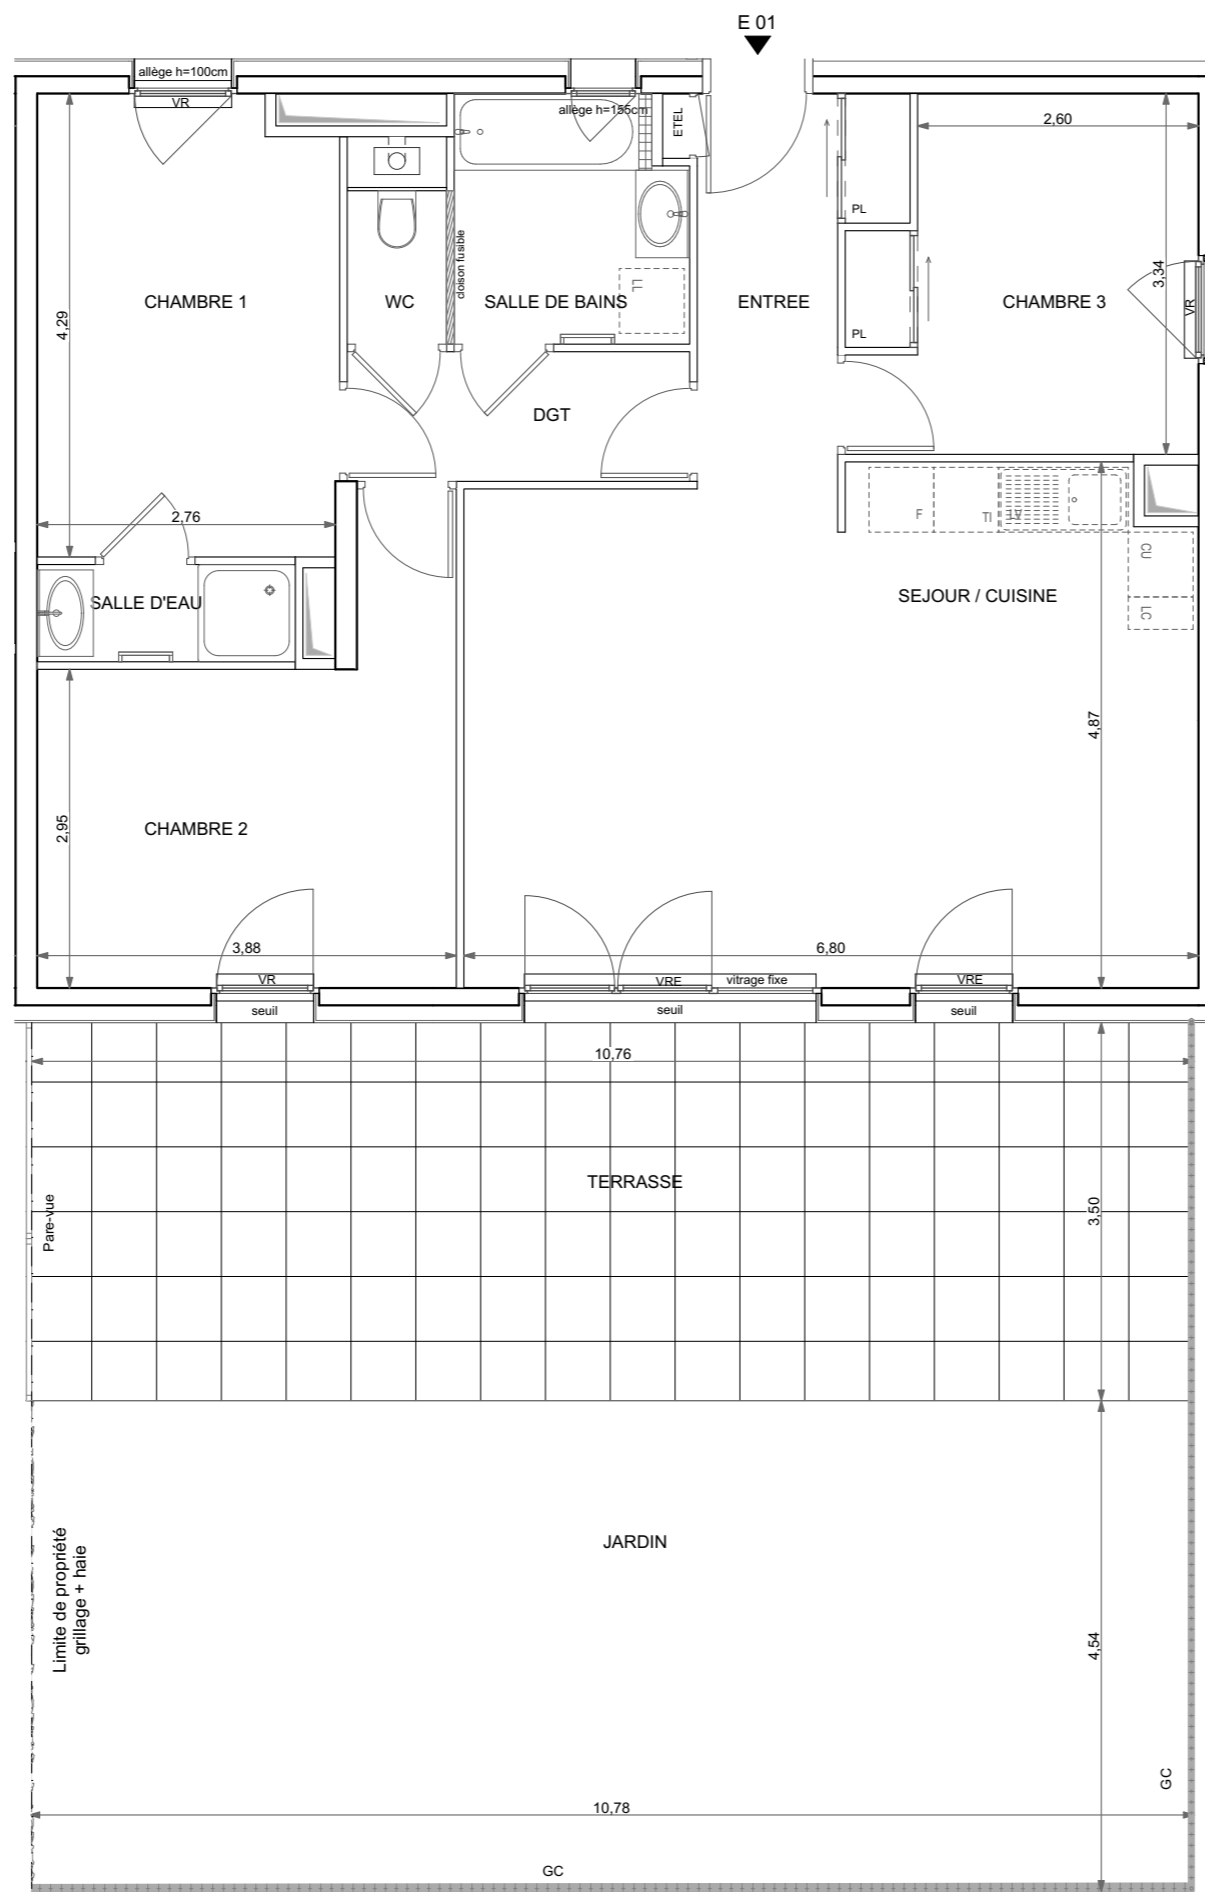 E 01
allège h=100cm
VR
allège h=155cm
ETEL
2,60
PL
cloison fusible
CHAMBRE 1
WC
SALLE DE BAINS
LL
ENTREE
CHAMBRE 3
3,34
VR
4,29
PL
DGT
2,76
F
TI
LV
CU
LC
SALLE D'EAU
SEJOUR / CUISINE
4,87
2,95
CHAMBRE 2
3,88
6,80
VR
VRE
vitrage fixe
VRE
seuil
seuil
seuil
10,76
TERRASSE
Pare-vue
3,50
JARDIN
Limite de propriété
grillage + haie
4,54
GC
10,78
GC